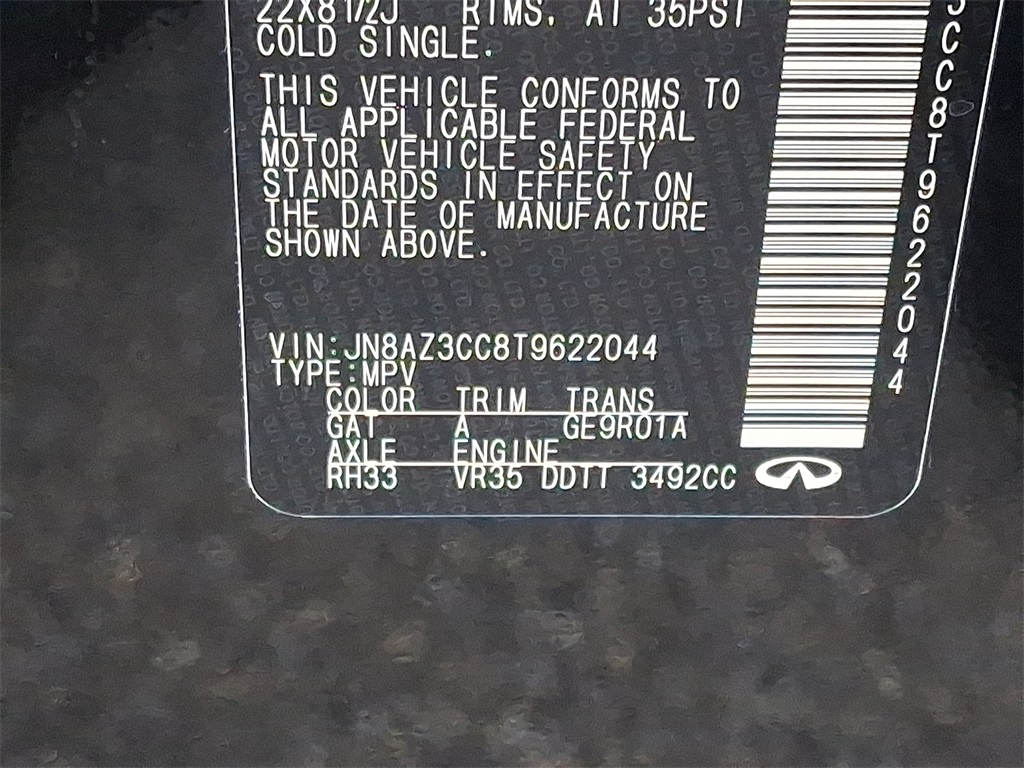 22X81/2J RIMS, AT 35PSI
COLD SINGLE.
THIS VEHICLE CONFORMS TO
ALL APPLICABLE FEDERAL
MOTOR VEHICLE SAFETY
STANDARDS IN EFFECT ON
THE DATE OF MANUFACTURE
SHOWN ABOVE.
VIN:JN8AZ3CC8T9622044
TYPE:MPV
COLOR TRIM TRANS
GAT A GE9R01A
AXLE ENGINE
RH33 VR35 DDTT 3492CC
3CC8T9622044